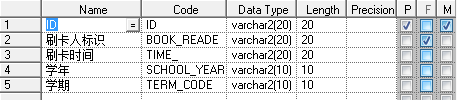 Name Code Data Type Length Precision P F M
1 ID = ID varchar2(20) 20
2 刷卡人标识 BOOK_READE varchar2(20) 20
3 刷卡时间 TIME_ varchar2(20) 20
4 学年 SCHOOL_YEAR varchar2(10) 10
5 学期 TERM_CODE varchar2(10) 10